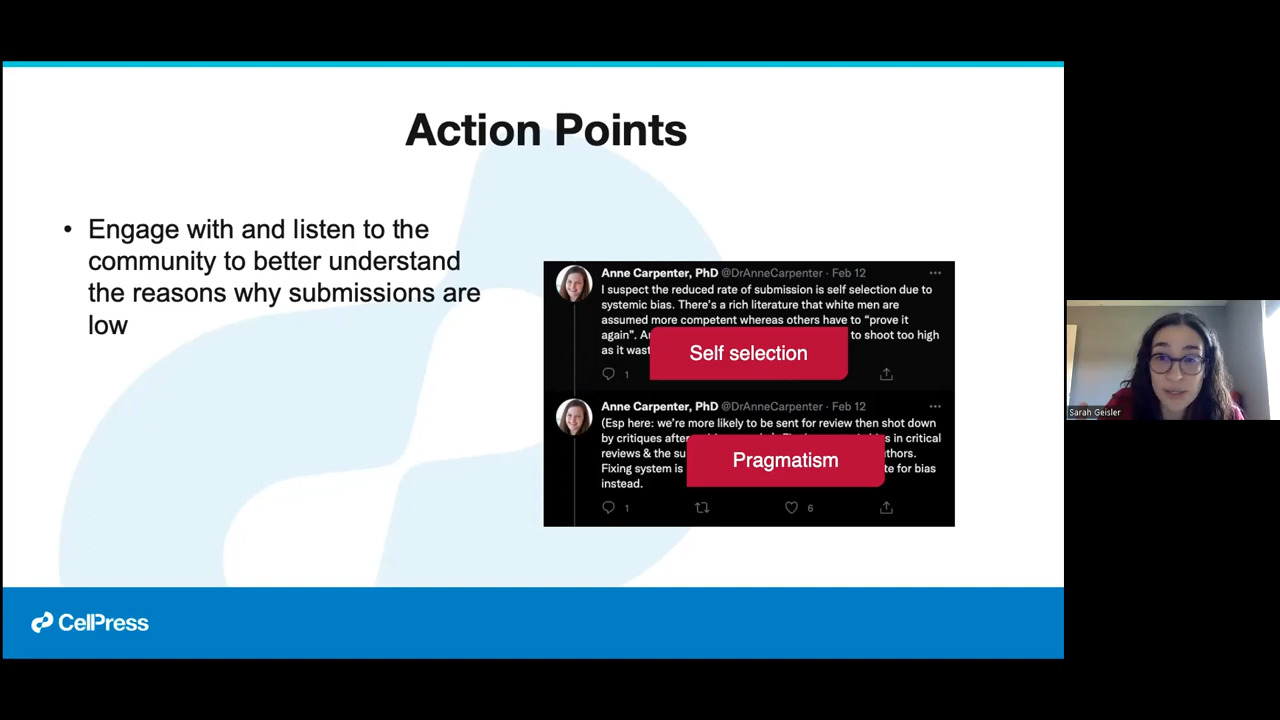 Action Points
• Engage with and listen to the
community to better understand
the reasons why submissions are
low
Anne Carpenter, PhD @DrAnneCarpenter · Feb 12
I suspect the reduced rate of submission is self selection due to
systemic bias. There's a rich literature that white men are
assumed more competent whereas others have to "prove it
again". to shoot too high
as it
Self selection
1
Anne Carpenter, PhD @DrAnneCarpenter · Feb 12
(Esp here: we're more likely to be sent for review then shot down
by critiques in critical
reviews & the
Fixing system is for bias
instead.
Pragmatism
1 6
CellPress
Sarah Geisler